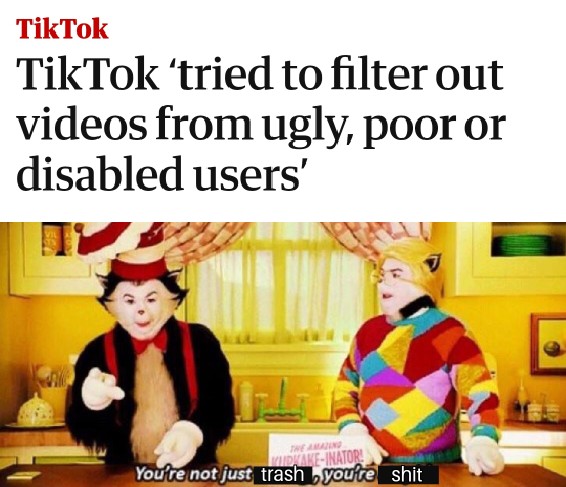 TikTok
TikTok ‘tried to filter out
videos from ugly, poor or
disabled users’
THE AMAZING
KUPKAKE-INATOR!
You're not just trash , you're shit